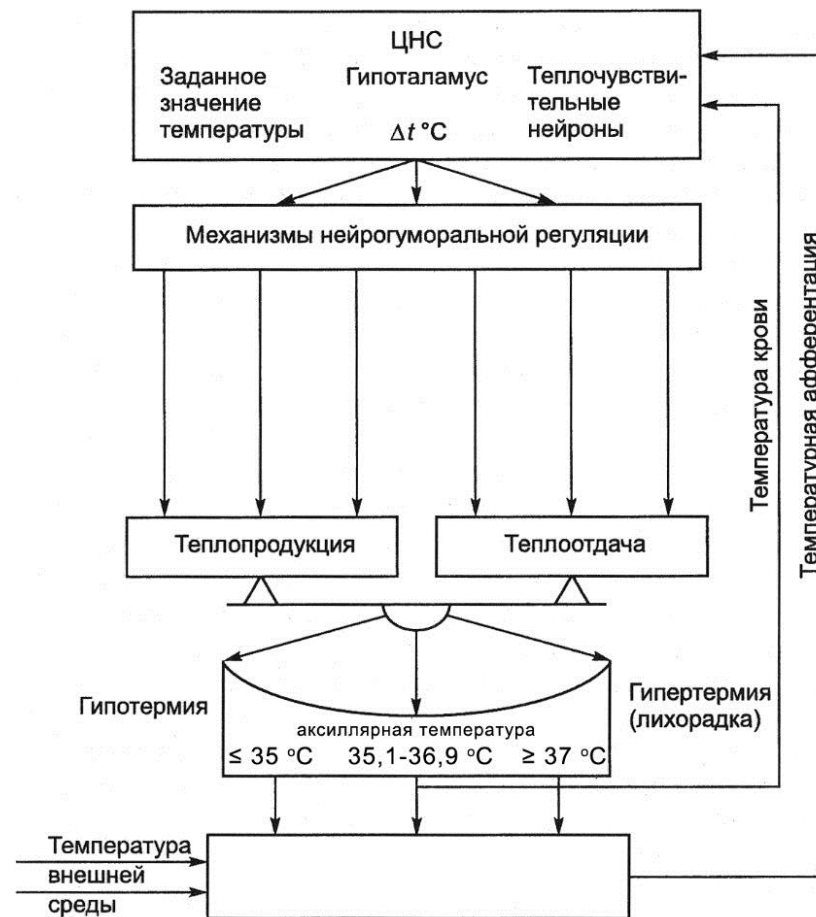 ЦНС
Заданное
значение
температуры
Гипоталамус
Δt °C
Теплочувстви-
тельные
нейроны
Механизмы нейрогуморальной регуляции
Температура крови
Температурная афферентация
Теплопродукция
Теплоотдача
Гипотермия
Гипертермия
(лихорадка)
аксиллярная температура
≤ 35 °C 35,1-36,9 °C ≥ 37 °C
Температура
внешней
среды